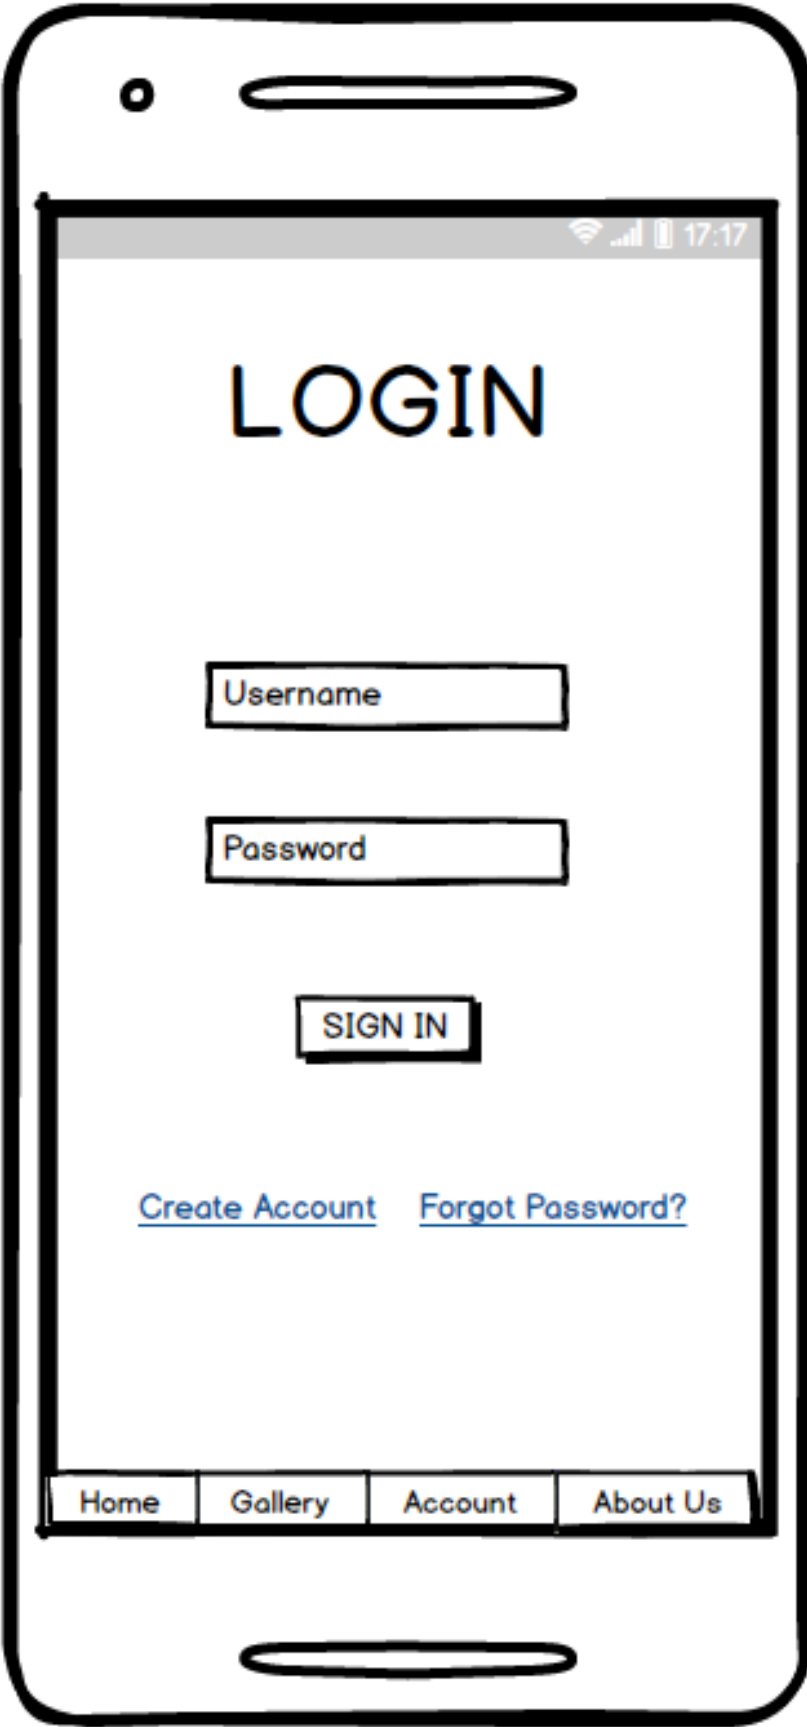 17:17
LOGIN
Username
Password
SIGN IN
Create Account Forgot Password?
Home Gallery Account About Us